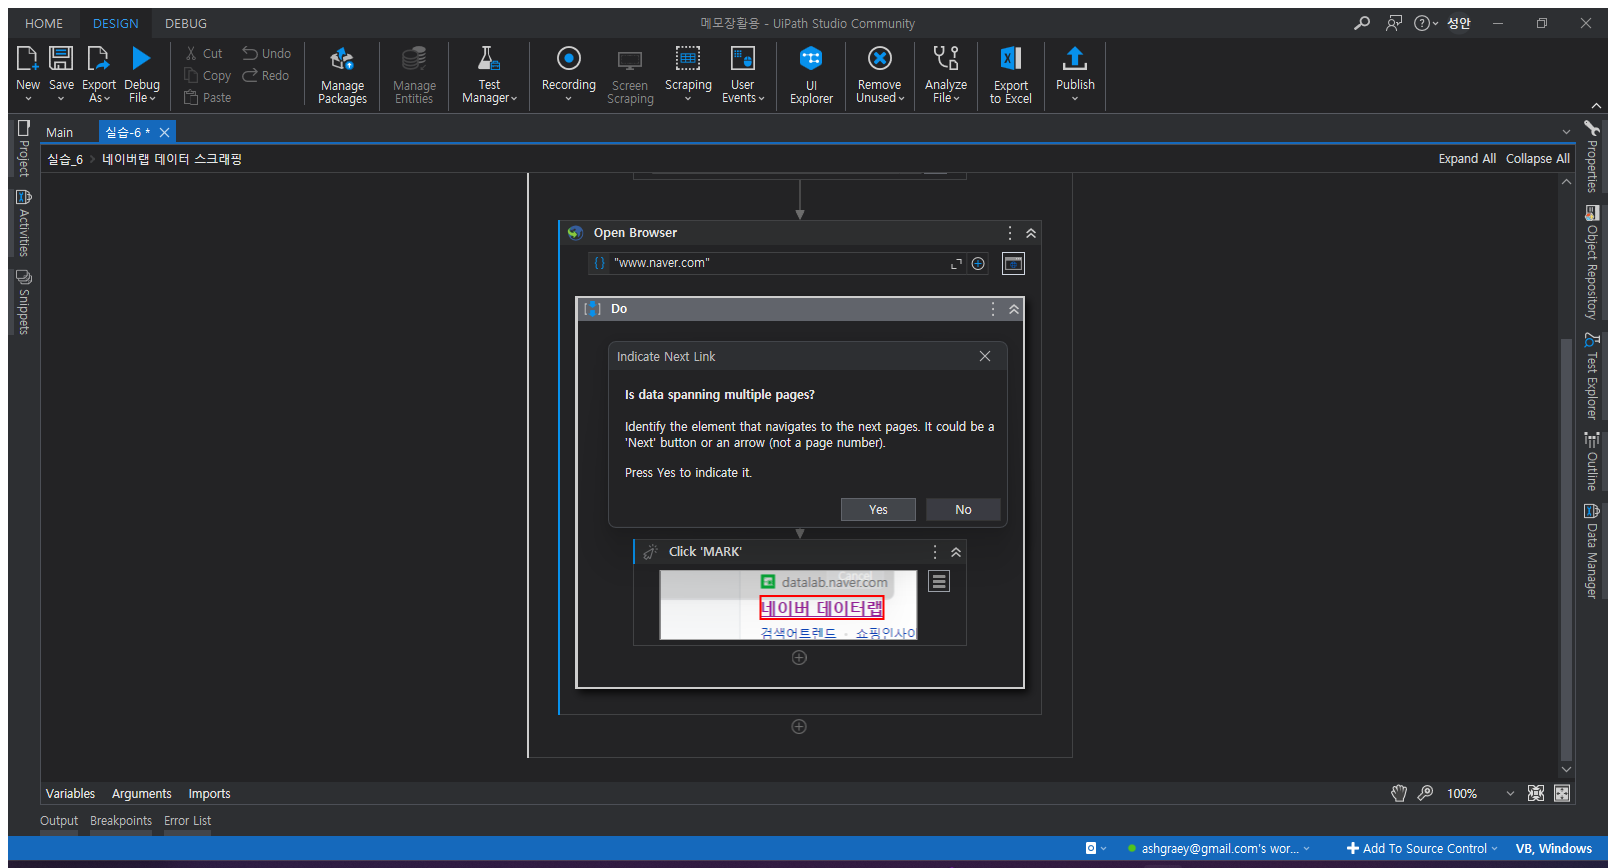 HOME DESIGN DEBUG 메모장활용 - UiPath Studio Community 성안
New Save Export As Debug File
Cut Copy Paste Undo Redo
Manage Packages
Manage Entities
Test Manager
Recording
Screen Scraping
Scraping
User Events
UI Explorer
Remove Unused
Analyze File
Export to Excel
Publish
Project
Activities
Snippets
Main 실습-6 *
실습_6 네이버랩 데이터 스크래핑 Expand All Collapse All
Open Browser
"www.naver.com"
Do
Indicate Next Link
Is data spanning multiple pages?
Identify the element that navigates to the next pages. It could be a
'Next' button or an arrow (not a page number).
Press Yes to indicate it.
Yes No
Click 'MARK'
datalab.naver.com
네이버 데이터랩
검색어트렌드 · 쇼핑인사이
Properties
Object Repository
Test Explorer
Outline
Data Manager
Variables Arguments Imports 100%
Output Breakpoints Error List
ashgraey@gmail.com's wor... Add To Source Control VB, Windows